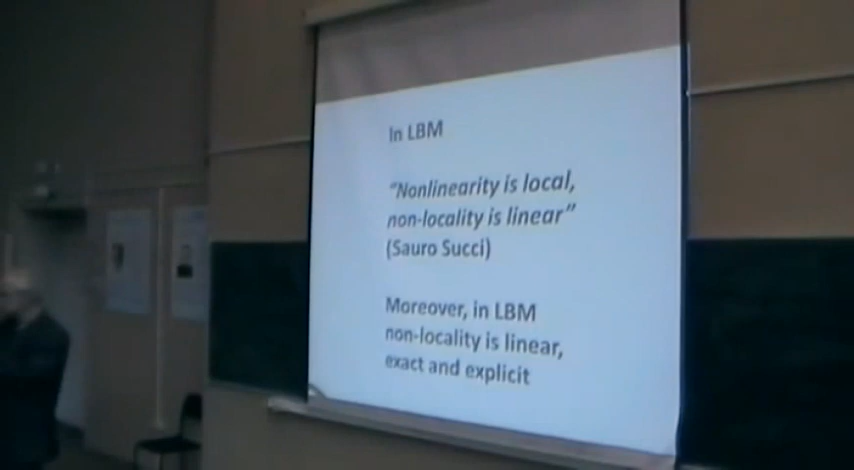 In LBM
“Nonlinearity is local,
non-locality is linear”
(Sauro Succi)
Moreover, in LBM
non-locality is linear,
exact and explicit